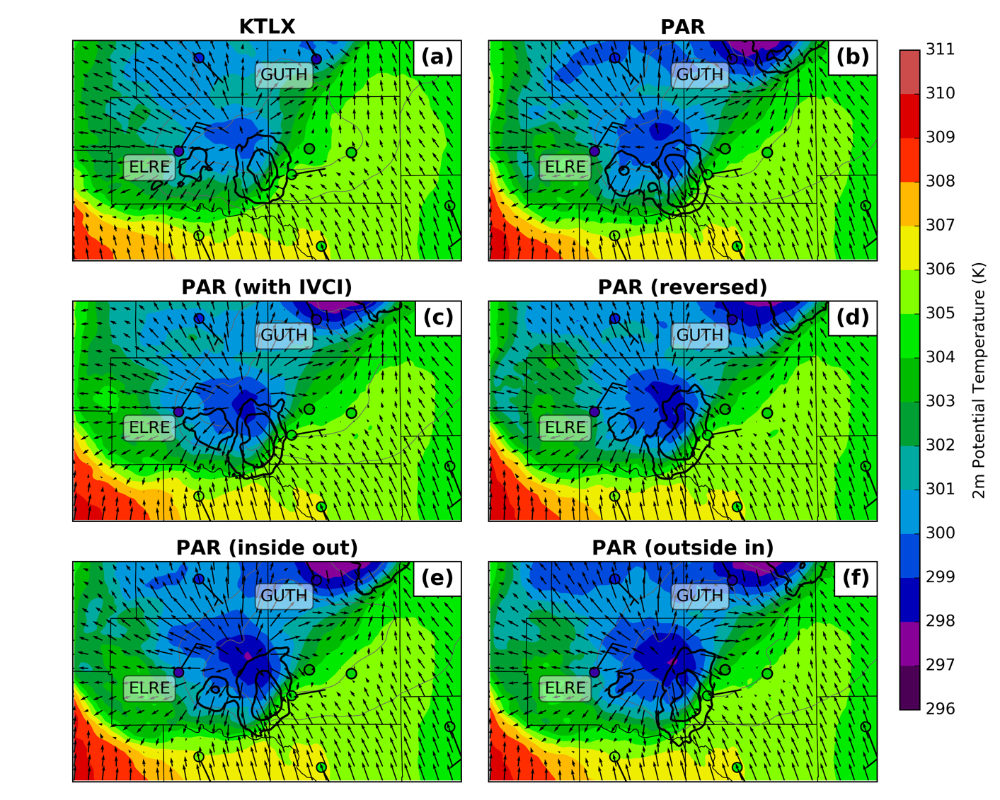 KTLX
PAR
(a)
GUTH
ELRE
(b)
GUTH
ELRE
PAR (with IVCI)
PAR (reversed)
(c)
GUTH
ELRE
(d)
GUTH
ELRE
PAR (inside out)
PAR (outside in)
(e)
GUTH
ELRE
(f)
GUTH
ELRE
311
310
309
308
307
306
305
304
303
302
301
300
299
298
297
296
2m Potential Temperature (K)